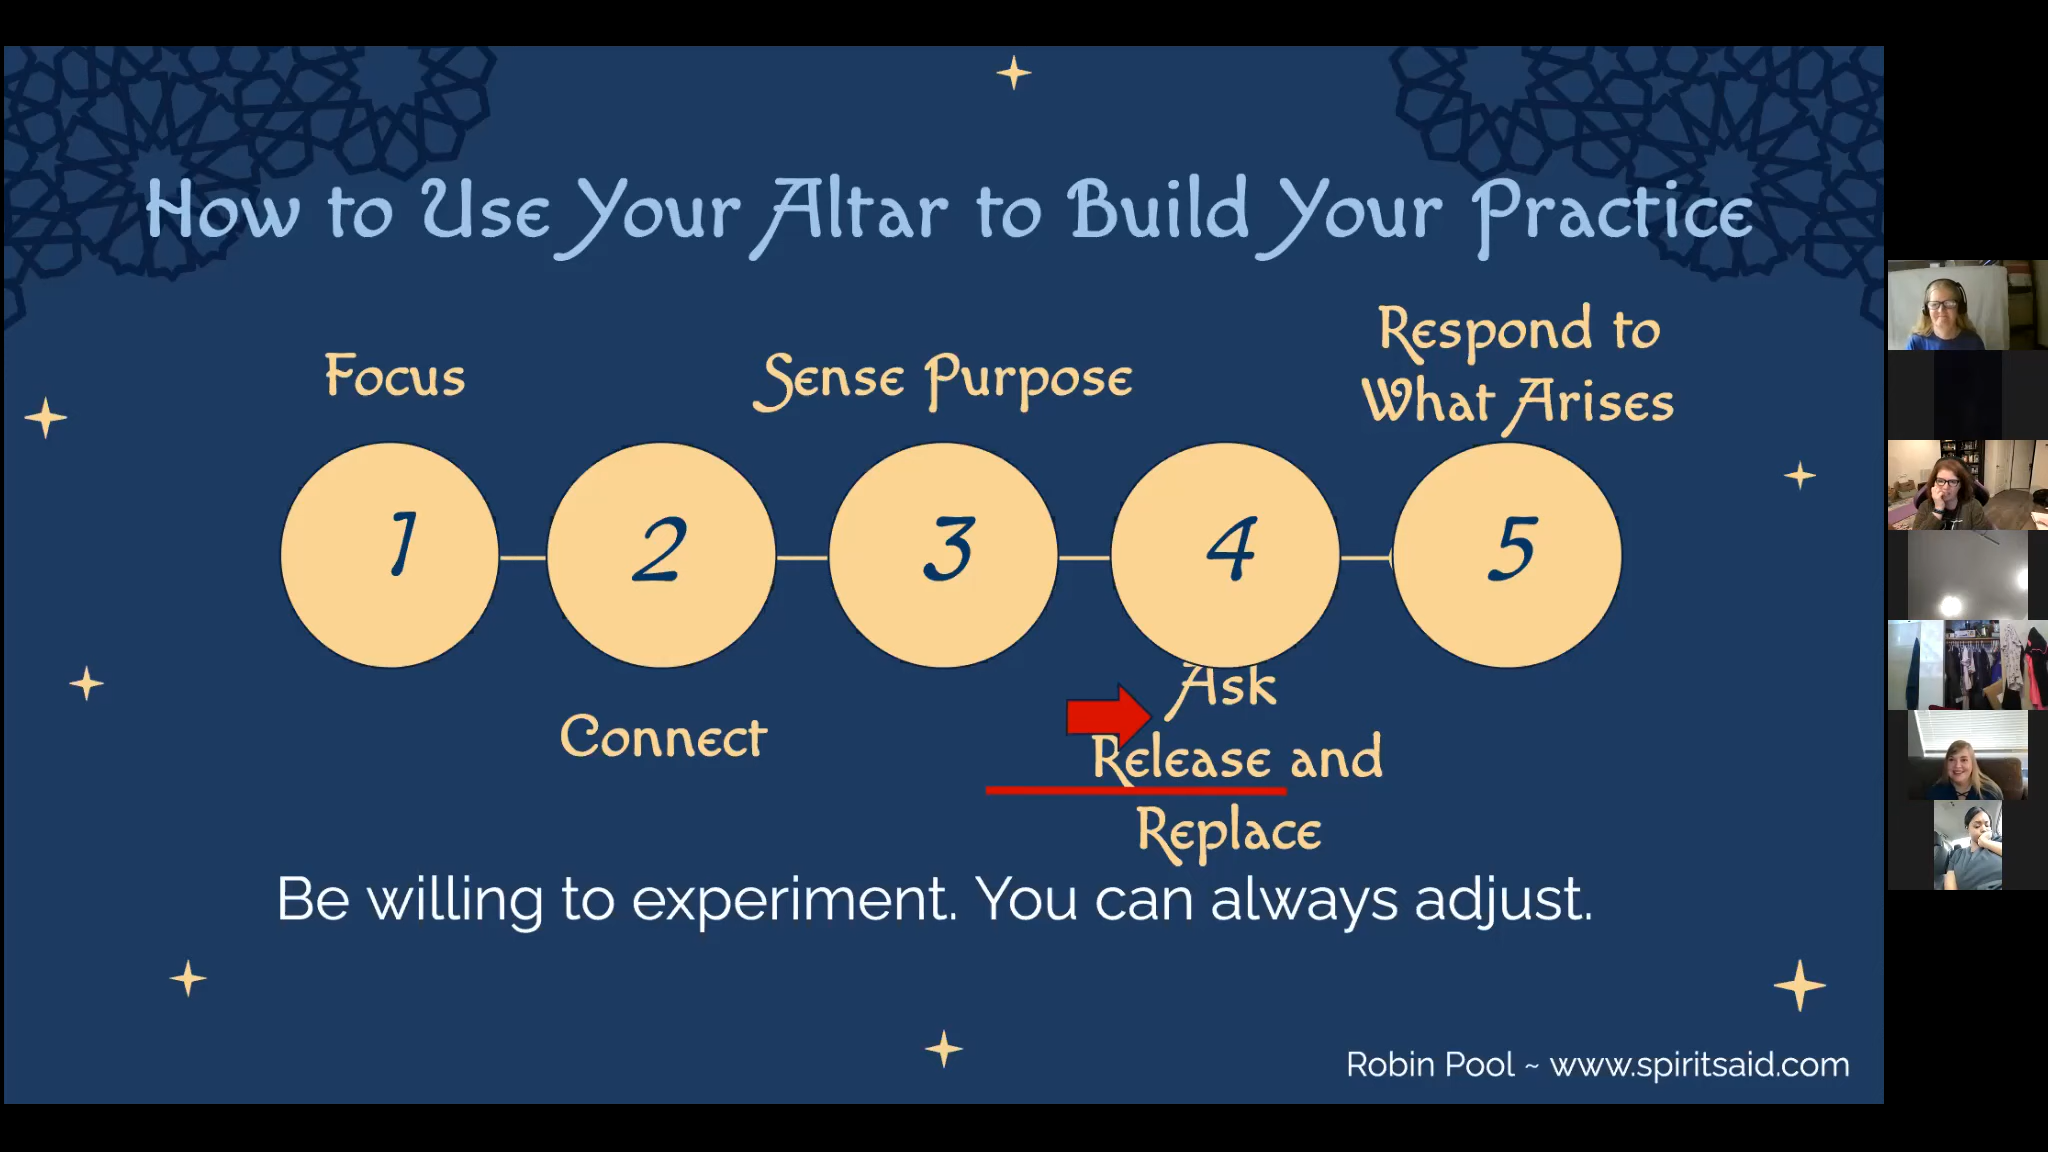 How to Use Your Altar to Build Your Practice
Focus
Sense Purpose
Respond to
What Arises
1
2
3
4
5
Connect
Ask
Release and
Replace
Be willing to experiment. You can always adjust.
Robin Pool ~ www.spiritsaid.com